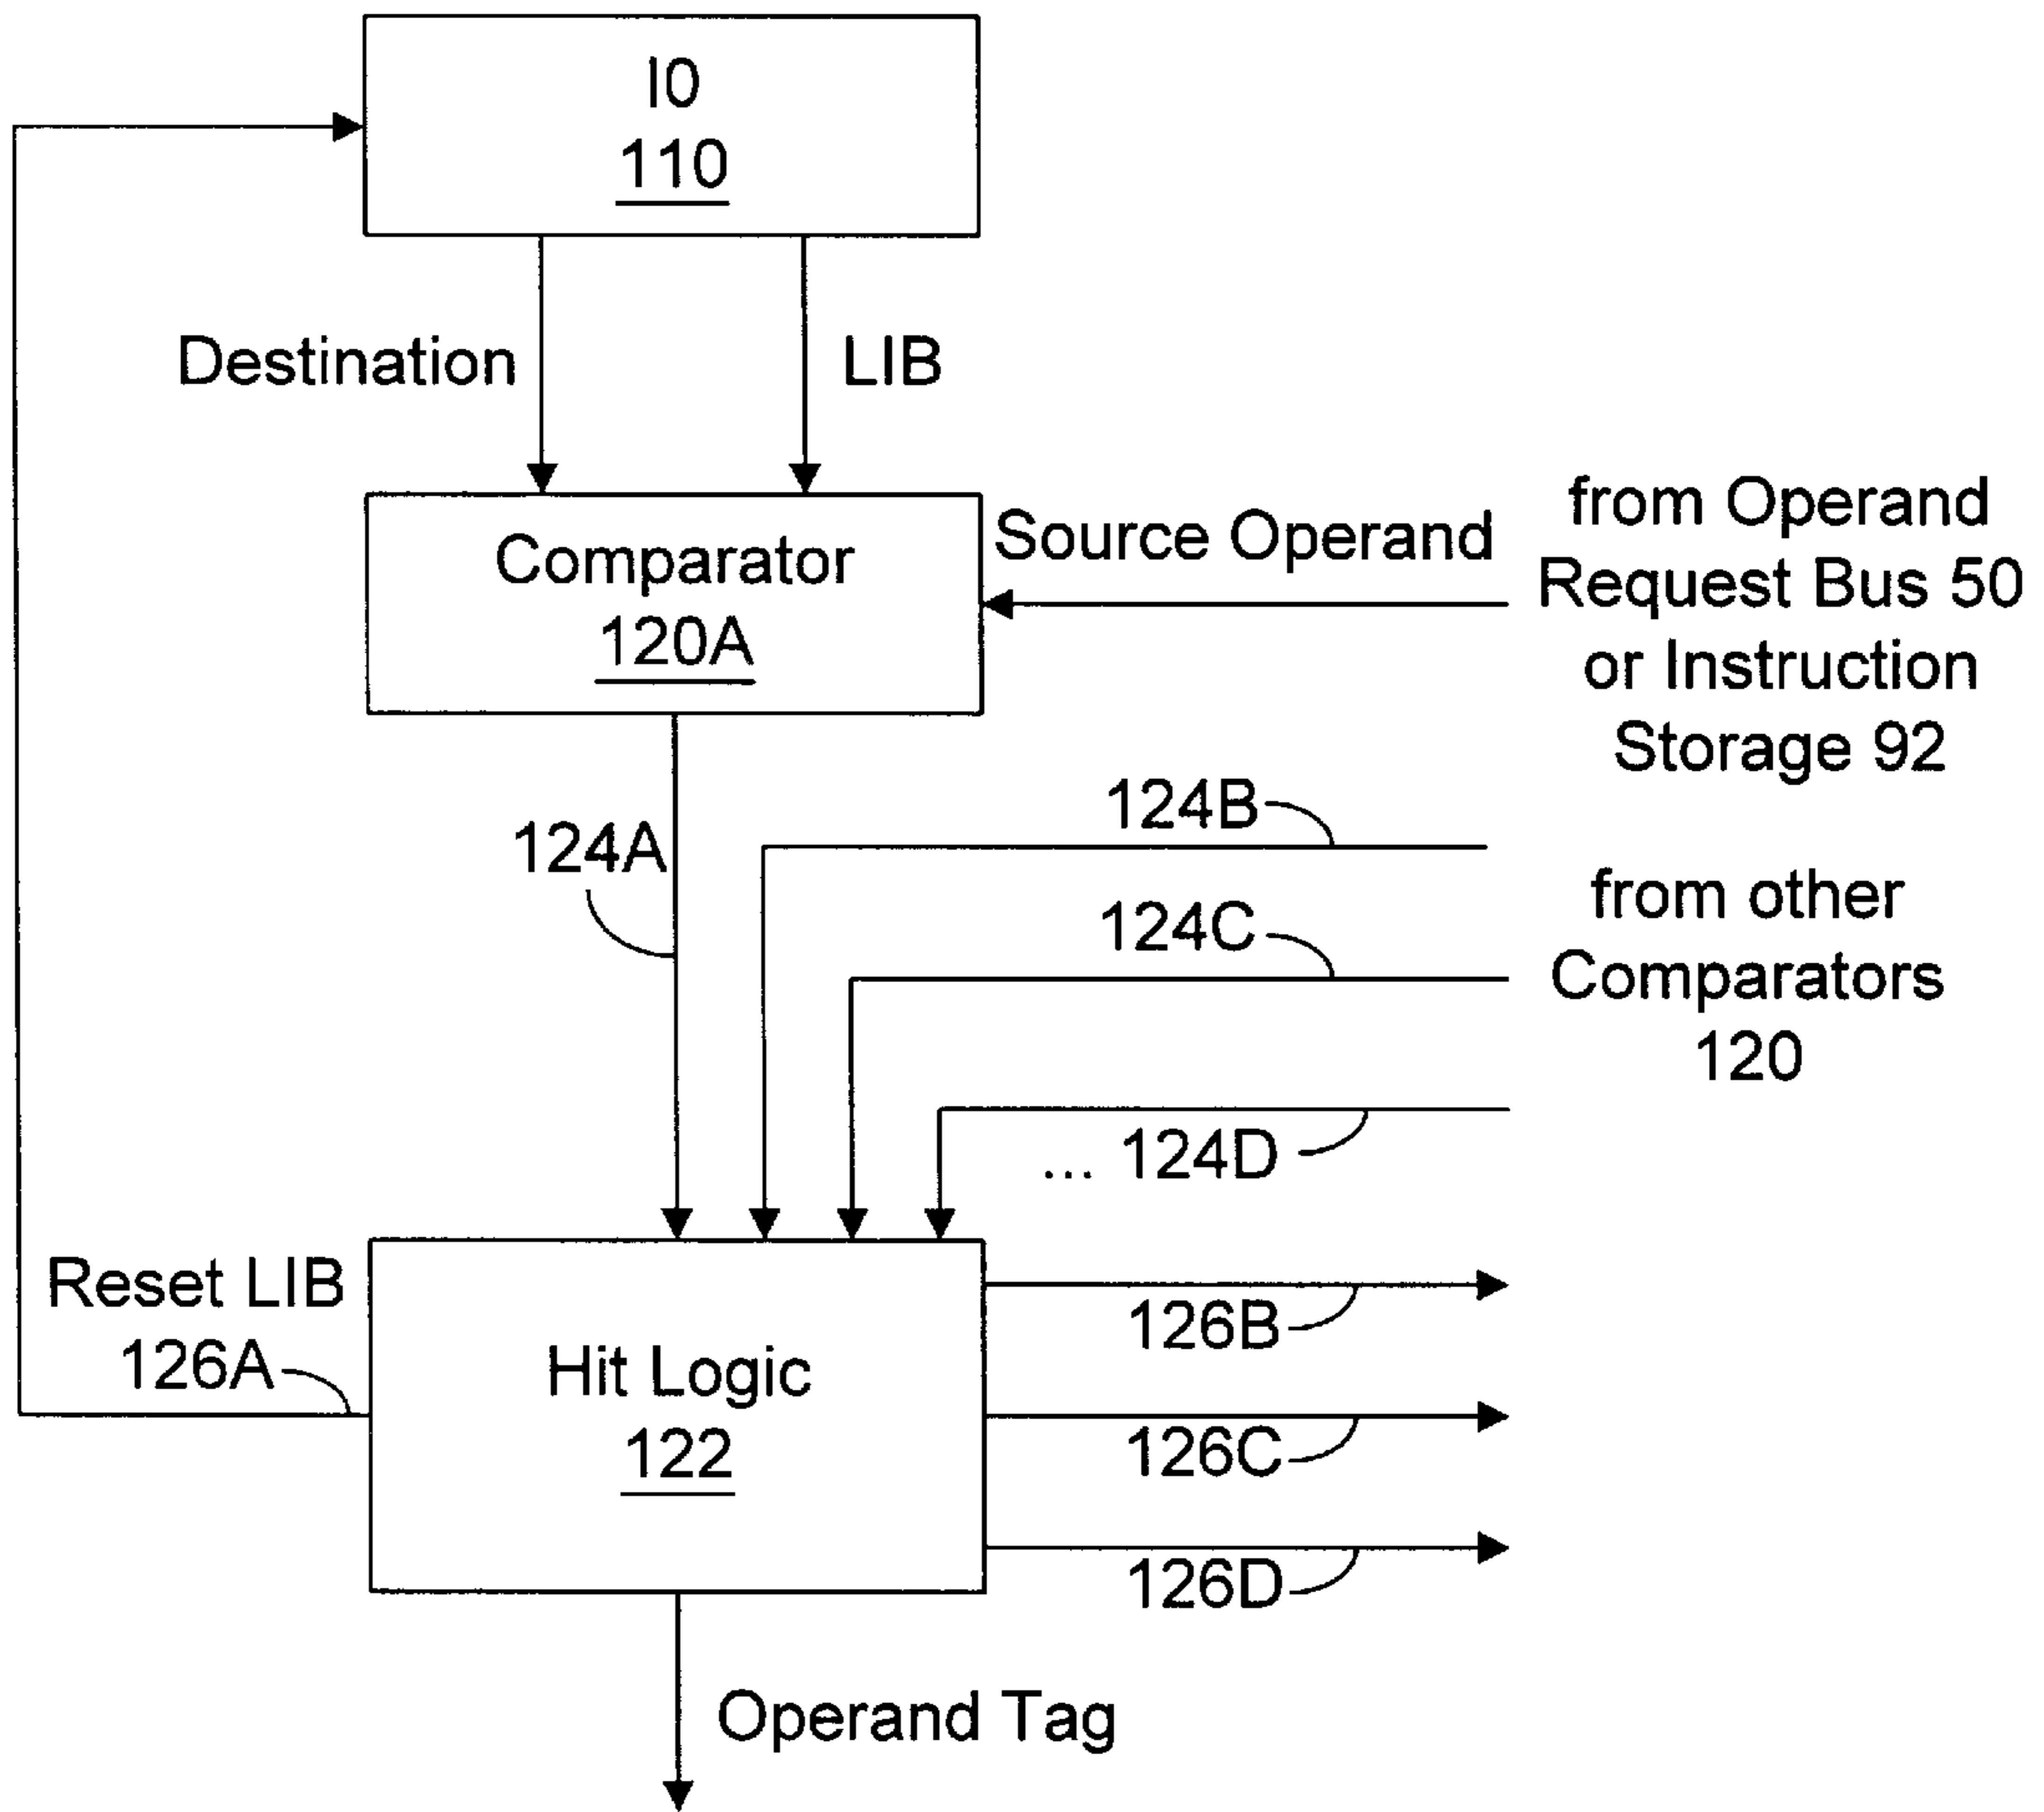 I0
110
Destination
LIB
Comparator
120A
Source Operand
from Operand
Request Bus 50
or Instruction
Storage 92
124A
124B
124C
... 124D
from other
Comparators
120
Reset LIB
126A
Hit Logic
122
126B
126C
126D
Operand Tag